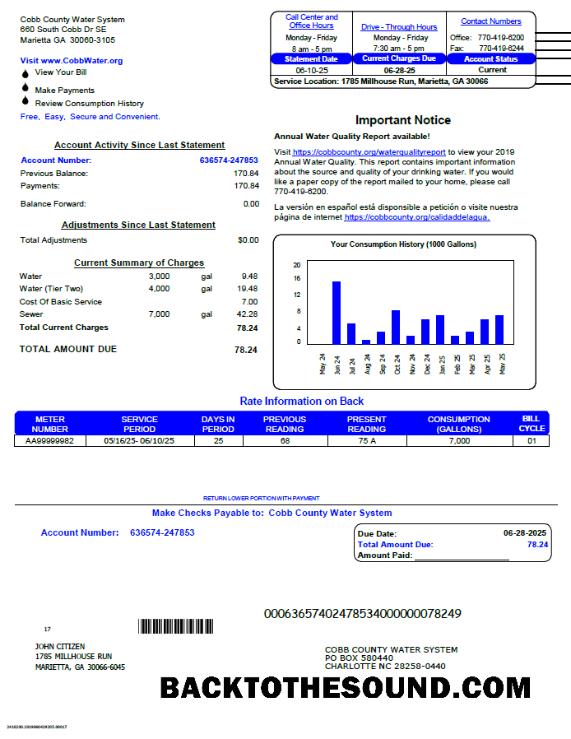 Cobb County Water System
660 South Cobb Dr SE
Marietta GA 30060-3105
Visit www.CobbWater.org
View Your Bill
Make Payments
Review Consumption History
Free, Easy, Secure and Convenient.
Call Center and
Office Hours
Monday - Friday
8 am - 5 pm
Drive - Through Hours
Monday - Friday
7:30 am - 5 pm
Contact Numbers
Office: 770-419-6200
Fax: 770-419-6244
Statement Date Current Charges Due Account Status
06-10-25 06-28-25 Current
Service Location: 1785 Millhouse Run, Marietta, GA 30066
Account Activity Since Last Statement
Account Number: 636574-247853
Previous Balance: 170.84
Payments: 170.84
Balance Forward: 0.00
Adjustments Since Last Statement
Total Adjustments $0.00
Current Summary of Charges
Water 3,000 gal 9.48
Water (Tier Two) 4,000 gal 19.48
Cost Of Basic Service 7.00
Sewer 7,000 gal 42.28
Total Current Charges 78.24
TOTAL AMOUNT DUE 78.24
Important Notice
Annual Water Quality Report available!
Visit https://cobbcounty.org/waterqualityreport to view your 2019
Annual Water Quality. This report contains important information
about the source and quality of your drinking water. If you would
like a paper copy of the report mailed to your home, please call
770-419-6200.
La versión en español está disponible a petición o visite nuestra
página de internet https://cobbcounty.org/calidaddelagua.
Your Consumption History (1000 Gallons)
20
16
12
8
4
0
May 24 Jun 24 Jul 24 Aug 24 Sep 24 Oct 24 Nov 24 Dec 24 Jan 25 Feb 25 Mar 25 Apr 25 May 25
Rate Information on Back
METER NUMBER SERVICE PERIOD DAYS IN PERIOD PREVIOUS READING PRESENT READING CONSUMPTION (GALLONS) BILL CYCLE
AA99999982 05/16/25- 06/10/25 25 68 75 A 7,000 01
RETURN LOWER PORTION WITH PAYMENT
Make Checks Payable to: Cobb County Water System
Account Number: 636574-247853
Due Date: 06-28-2025
Total Amount Due: 78.24
Amount Paid:
00063657402478534000000078249
17
JOHN CITIZEN
1785 MILLHOUSE RUN
MARIETTA, GA 30066-6045
COBB COUNTY WATER SYSTEM
PO BOX 580440
CHARLOTTE NC 28258-0440
BACKTOTHESOUND.COM